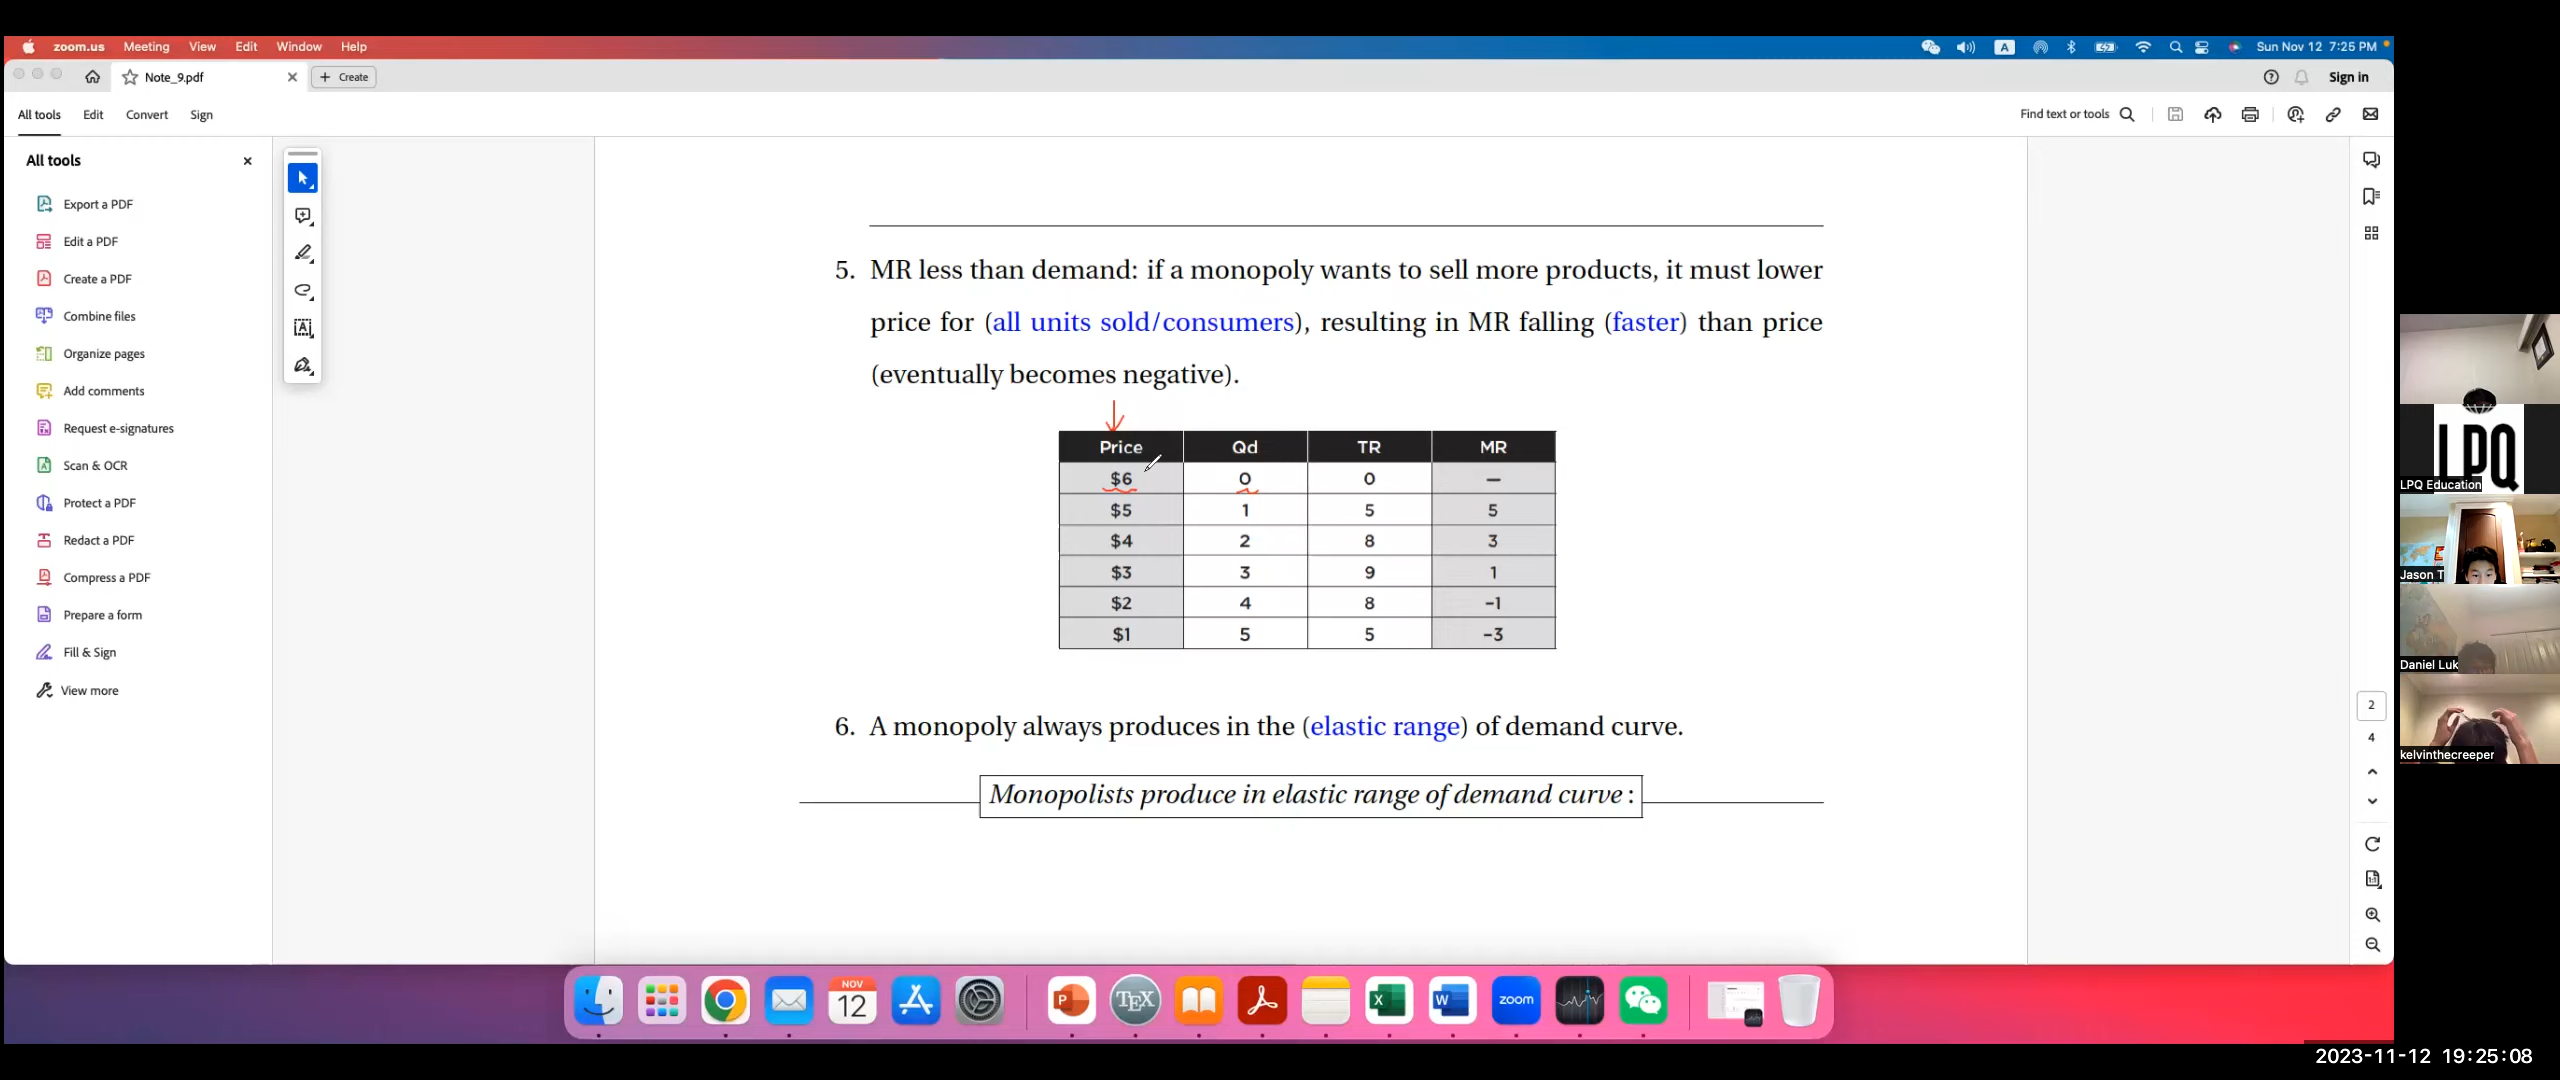 zoom.us Meeting View Edit Window Help
A Sun Nov 12 7:25 PM
Note_9.pdf
+ Create
Sign in
All tools Edit Convert Sign
Find text or tools
All tools
Export a PDF
Edit a PDF
Create a PDF
Combine files
Organize pages
Add comments
Request e-signatures
Scan & OCR
Protect a PDF
Redact a PDF
Compress a PDF
Prepare a form
Fill & Sign
View more
5. MR less than demand: if a monopoly wants to sell more products, it must lower
price for (all units sold/consumers), resulting in MR falling (faster) than price
(eventually becomes negative).
Price Qd TR MR
$6 0 0 –
$5 1 5 5
$4 2 8 3
$3 3 9 1
$2 4 8 -1
$1 5 5 -3
6. A monopoly always produces in the (elastic range) of demand curve.
Monopolists produce in elastic range of demand curve :
2
4
NOV
12
P
TEX
X
W
zoom
LPQ
LPQ Education
Jason T
Daniel Luk
kelvinthecreeper
2023-11-12 19:25:08